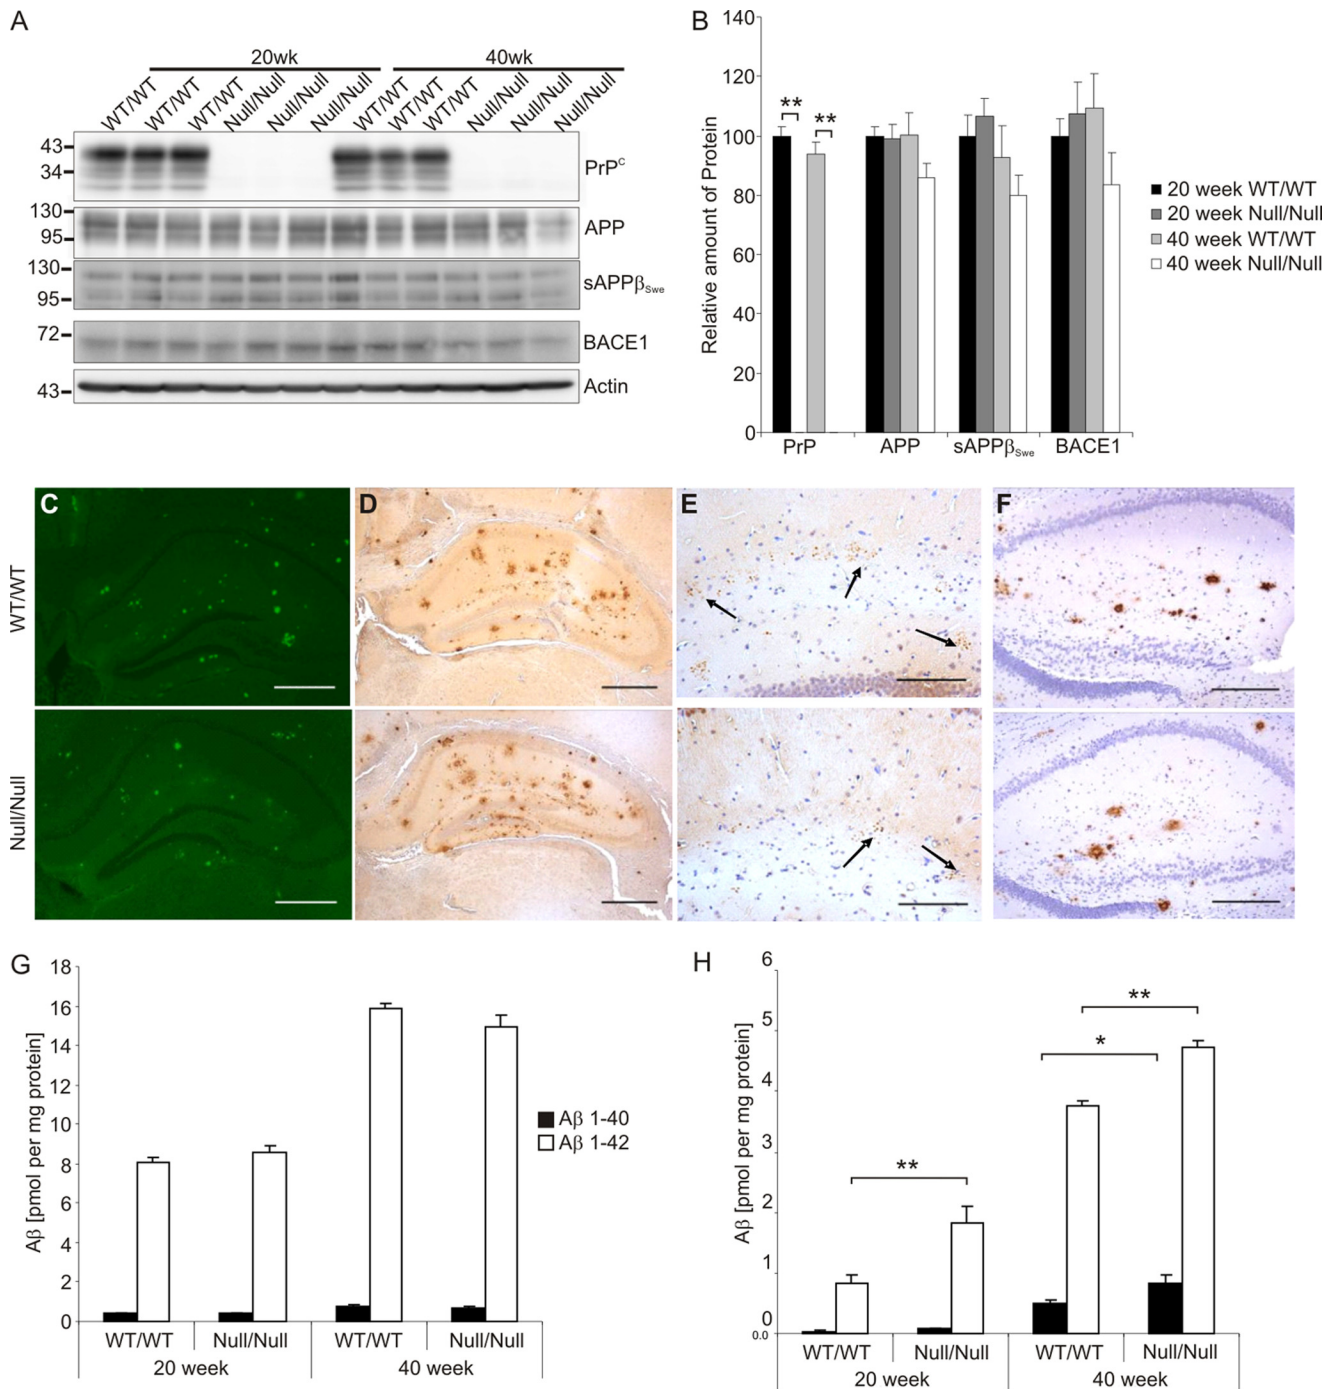 A
20wk 40wk
WT/WT WT/WT WT/WT Null/Null Null/Null Null/Null WT/WT WT/WT WT/WT Null/Null Null/Null Null/Null
43
34
PrPᶜ
130
95
APP
130
95
sAPPβSwe
72
BACE1
43
Actin
B
Relative amount of Protein
140
120
100
80
60
40
20
0
** **
PrP APP sAPPβSwe BACE1
20 week WT/WT
20 week Null/Null
40 week WT/WT
40 week Null/Null
C D E F
WT/WT
Null/Null
G
Aβ [pmol per mg protein]
18
16
14
12
10
8
6
4
2
0
WT/WT Null/Null WT/WT Null/Null
20 week 40 week
Aβ 1-40
Aβ 1-42
H
Aβ [pmol per mg protein]
6
5
4
3
2
1
0
0.0
**
*
**
WT/WT Null/Null WT/WT Null/Null
20 week 40 week